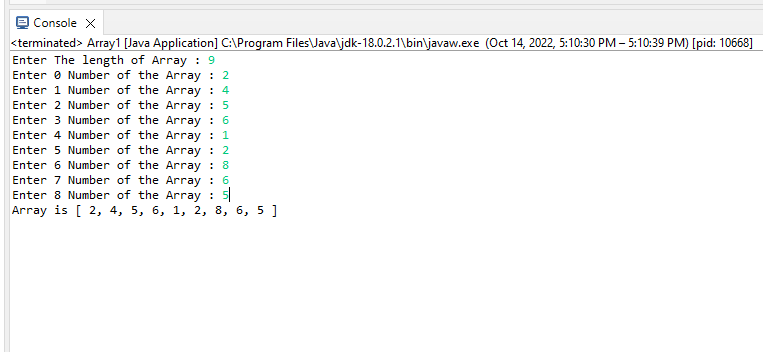 Console
<terminated> Array1 [Java Application] C:\Program Files\Java\jdk-18.0.2.1\bin\javaw.exe (Oct 14, 2022, 5:10:30 PM – 5:10:39 PM) [pid: 10668]
Enter The length of Array : 9
Enter 0 Number of the Array : 2
Enter 1 Number of the Array : 4
Enter 2 Number of the Array : 5
Enter 3 Number of the Array : 6
Enter 4 Number of the Array : 1
Enter 5 Number of the Array : 2
Enter 6 Number of the Array : 8
Enter 7 Number of the Array : 6
Enter 8 Number of the Array : 5
Array is [ 2, 4, 5, 6, 1, 2, 8, 6, 5 ]